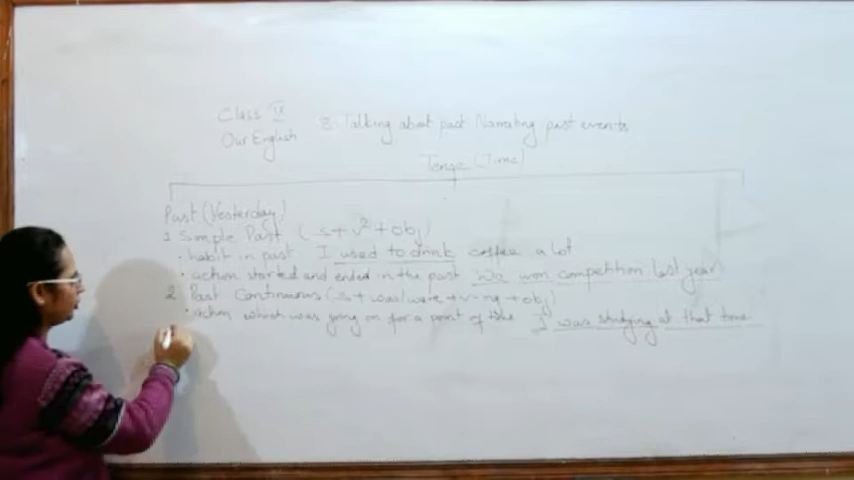 Class IV
Our English
8. Talking about past Narrating past events
Tense (Time)
Past (Yesterday)
1 Simple Past (s + v² + obj)
• habit in past I used to drink coffee a lot
• action started and ended in the past We won competition last year
2 Past Continuous (s + was/were + v-ng + obj)
• action which was going on for a point of time I was studying at that time